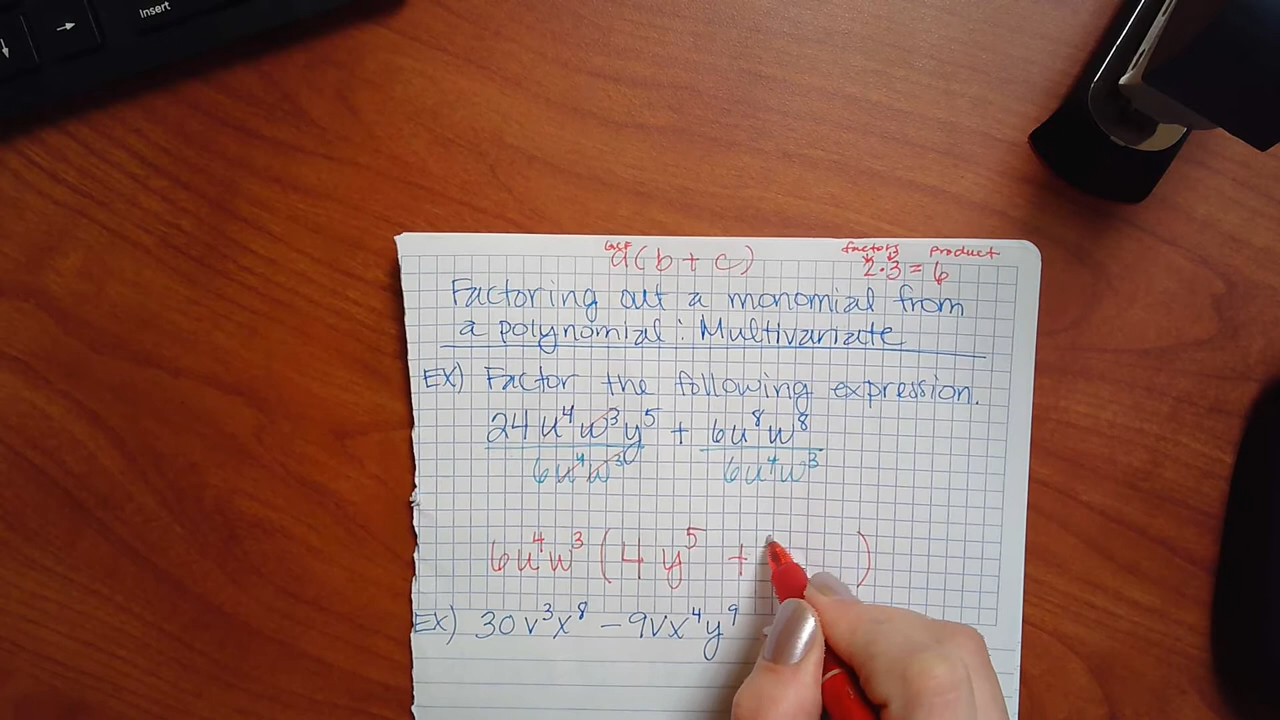 Insert
GCF factors product
a(b + c) 2·3 = 6
Factoring out a monomial from
a polynomial: Multivariate
EX) Factor the following expression.
24u⁴w³y⁵ + 6u⁸w⁸
6u⁴w³ 6u⁴w³
6u⁴w³(4y⁵ + )
EX) 30v³x⁸ − 9vx⁴y⁹